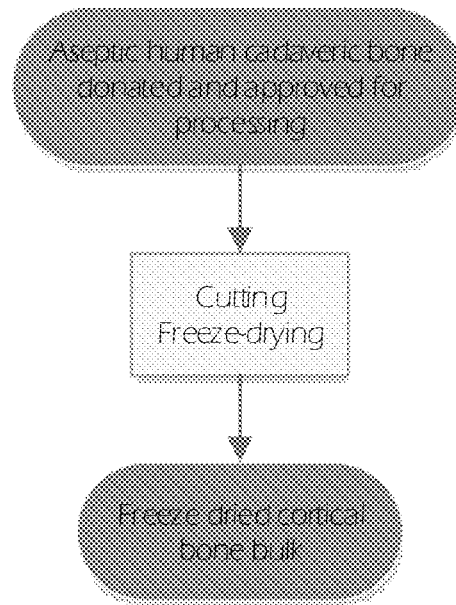 Aseptic human cadaveric bone
donated and approved for
processing
Cutting
Freeze-drying
Freeze dried cortical
bone bulk